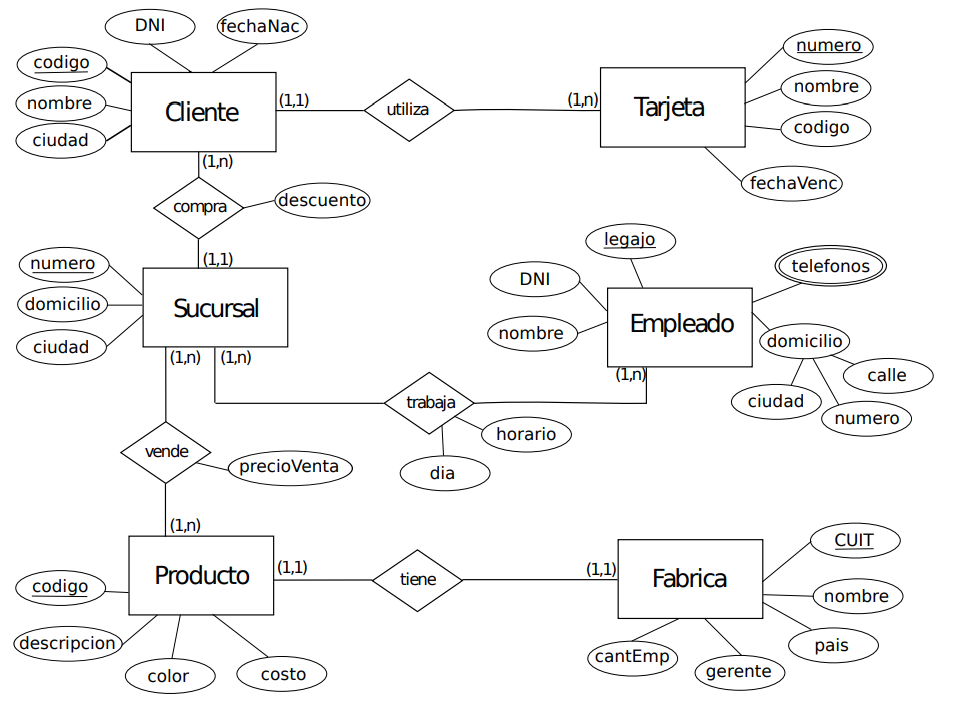 DNI
fechaNac
codigo
nombre
ciudad
Cliente
(1,1)
utiliza
(1,n)
Tarjeta
numero
nombre
codigo
fechaVenc
(1,n)
compra
descuento
(1,1)
numero
domicilio
ciudad
Sucursal
(1,n)
(1,n)
legajo
DNI
nombre
Empleado
telefonos
domicilio
calle
ciudad
numero
(1,n)
trabaja
horario
dia
vende
precioVenta
(1,n)
codigo
descripcion
color
costo
Producto
(1,1)
tiene
(1,1)
Fabrica
CUIT
nombre
pais
cantEmp
gerente